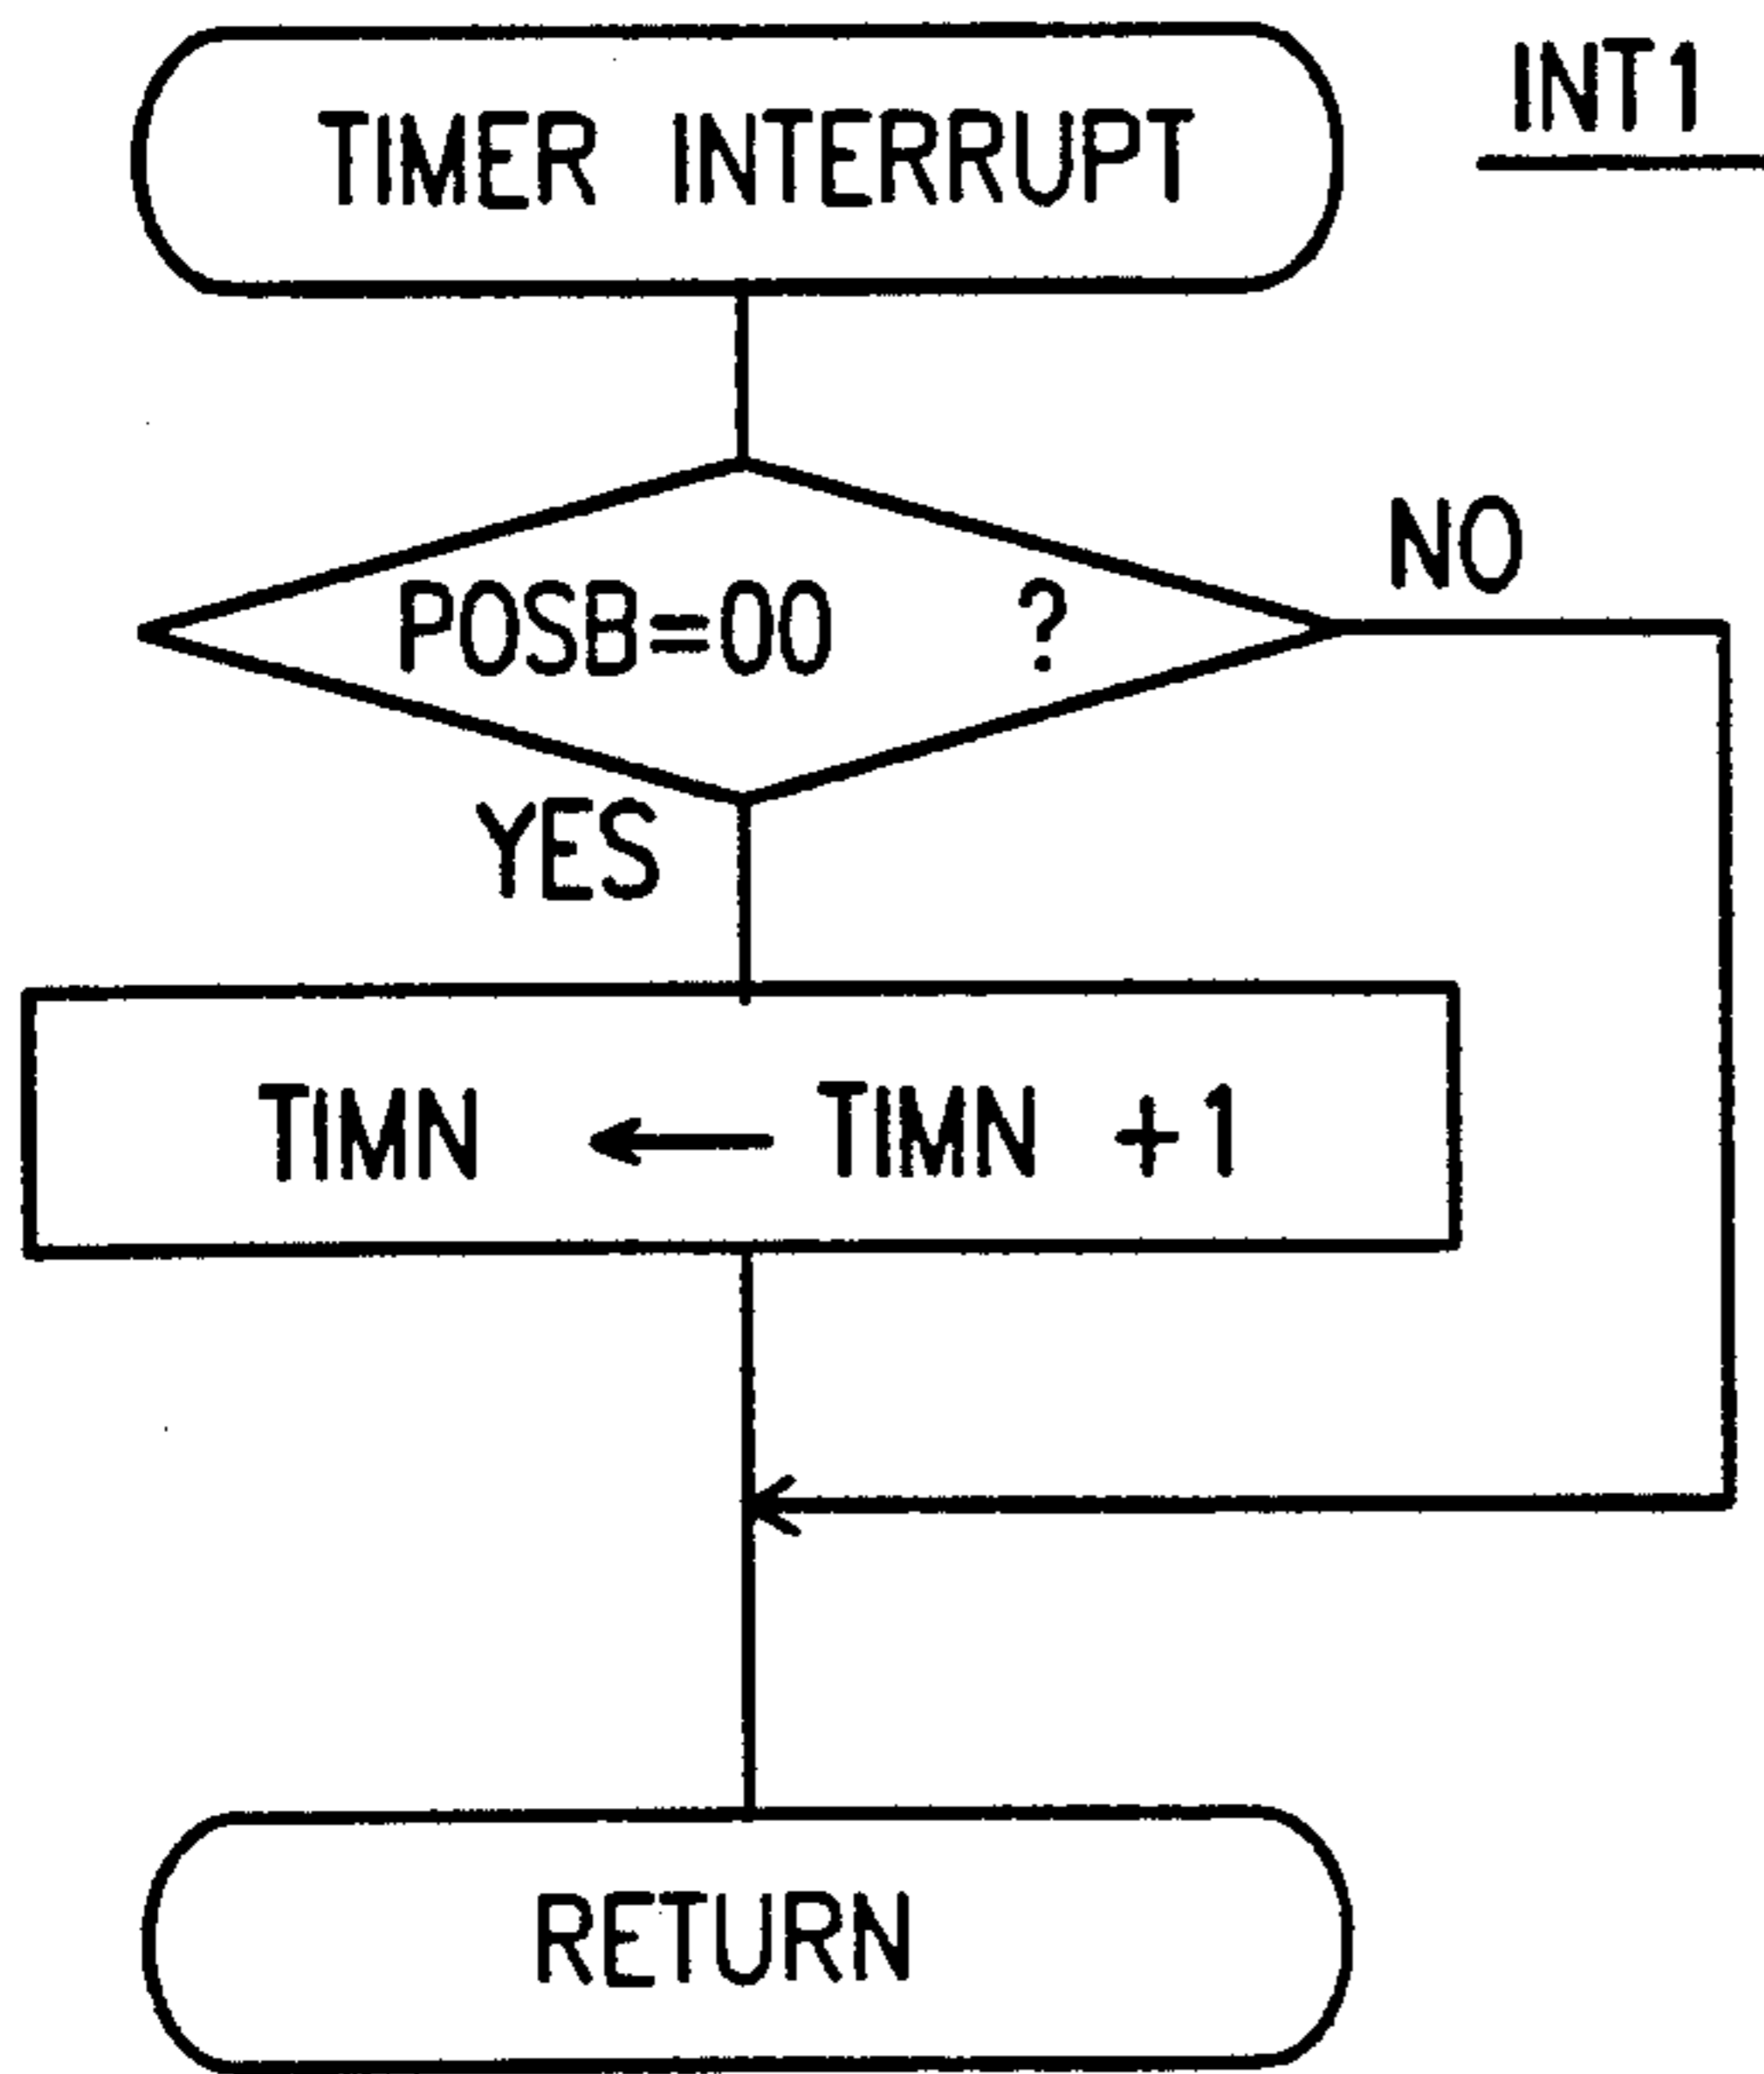 TIMER INTERRUPT
INT1
POSB=00 ?
NO
YES
TIMN ← TIMN +1
RETURN